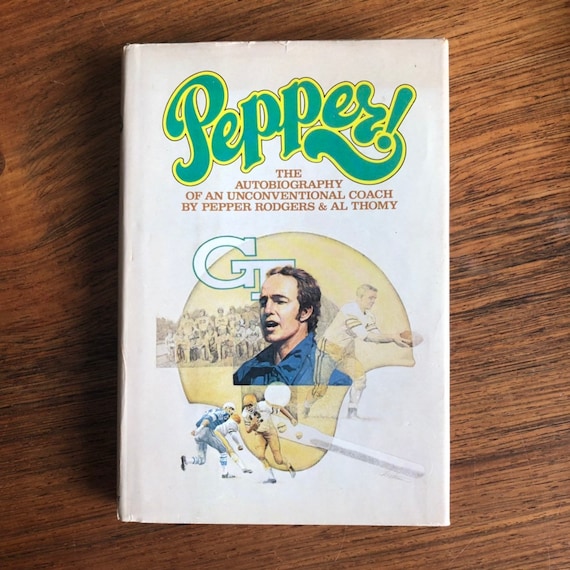 Pepper!
THE
AUTOBIOGRAPHY
OF AN UNCONVENTIONAL COACH
BY PEPPER RODGERS & AL THOMY
GT